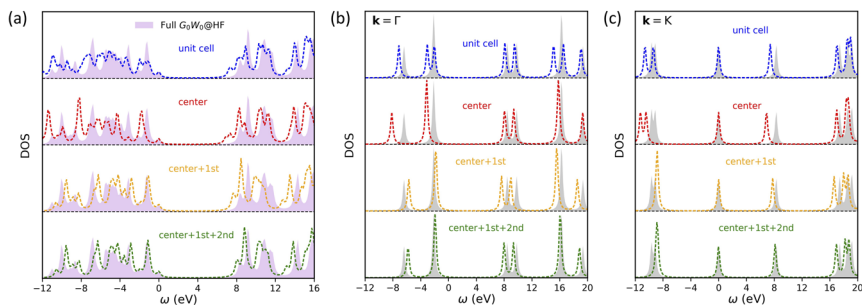 (a)
Full G₀W₀@HF
unit cell
center
center+1st
center+1st+2nd
DOS
−12 −8 −4 0 4 8 12 16
ω (eV)
(b)
k = Γ
unit cell
center
center+1st
center+1st+2nd
DOS
−12 −8 −4 0 4 8 12 16 20
ω (eV)
(c)
k = K
unit cell
center
center+1st
center+1st+2nd
DOS
−12 −8 −4 0 4 8 12 16 20
ω (eV)